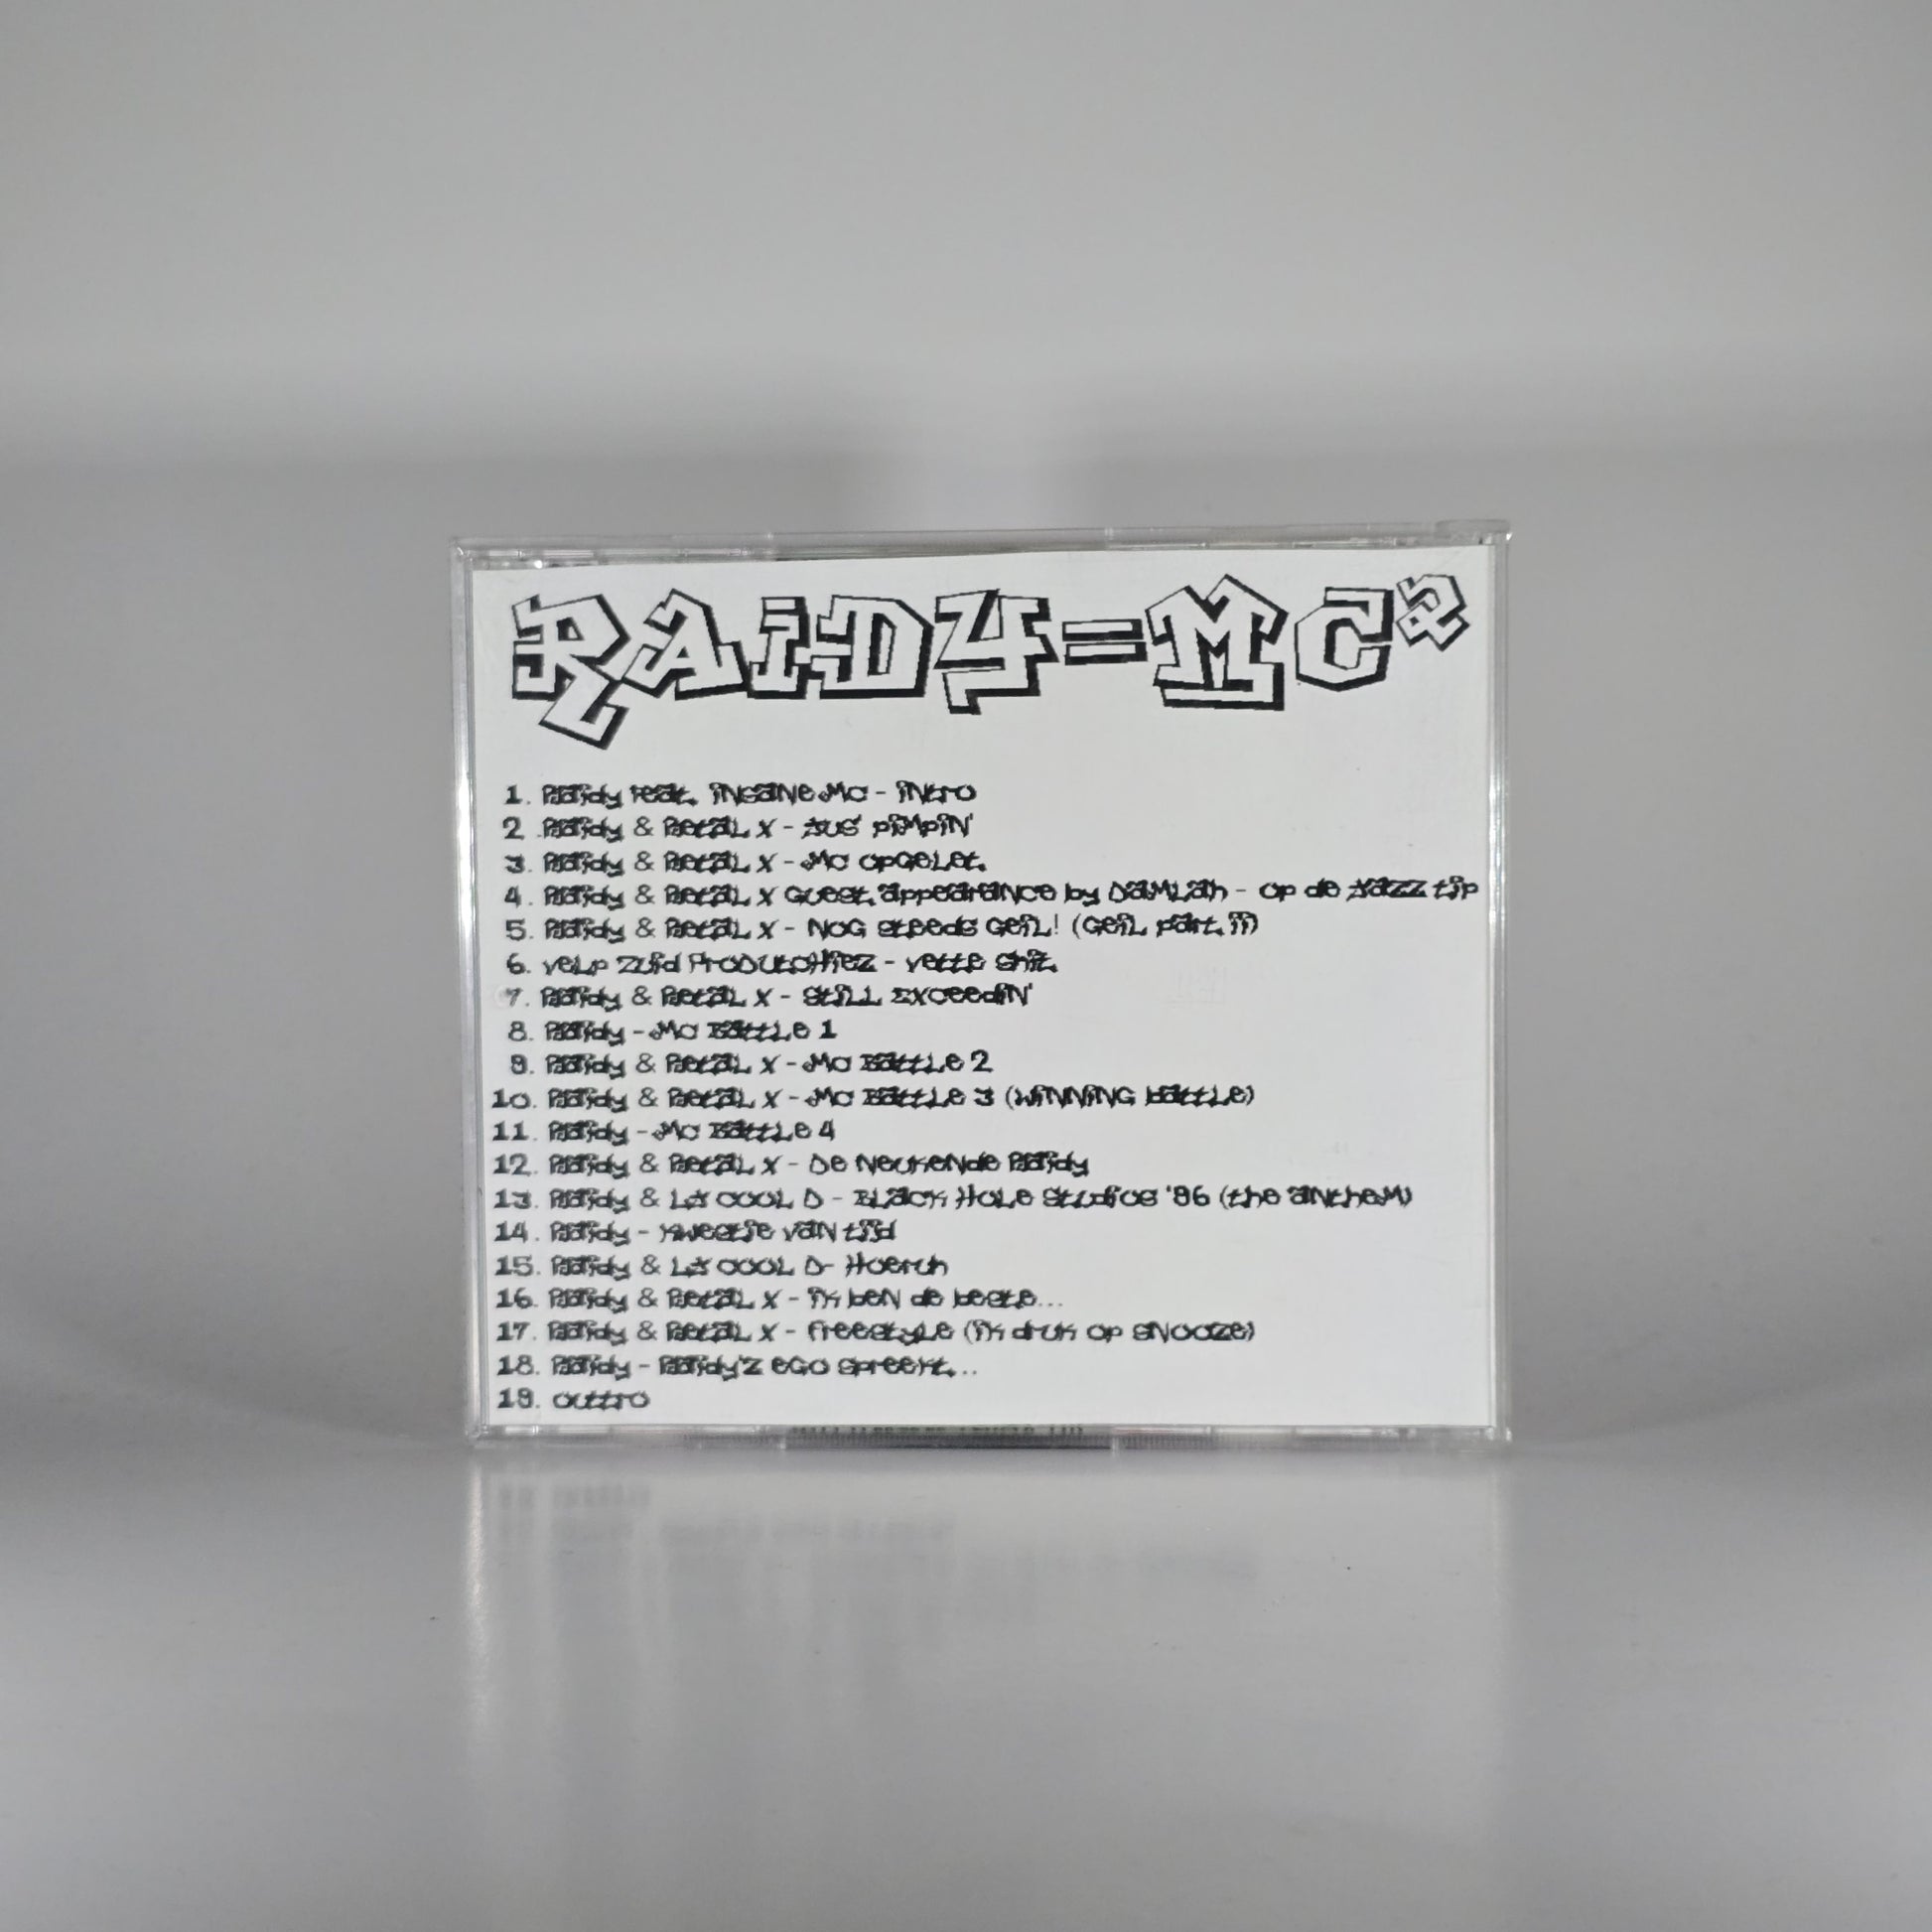 RAIDY=MC²
1. Raidy feat. Insane MC - Intro
2. Raidy & Retal X - Jus' Pimpin'
3. Raidy & Retal X - MC Opgelet.
4. Raidy & Retal X Guest appearance by Damlah - Op de Jazz tip
5. Raidy & Retal X - Nog steeds Geil! (Geil part II)
6. Velp Zuid Produtchiez - Vette shit.
7. Raidy & Retal X - Still Exceedin'
8. Raidy - MC Battle 1
9. Raidy & Retal X - MC Battle 2
10. Raidy & Retal X - MC Battle 3 (winning battle)
11. Raidy - MC Battle 4
12. Raidy & Retal X - De Neukende Raidy
13. Raidy & LJ COOL D - Black Hole Studios '96 (the anthem)
14. Raidy - Kwestie van tijd
15. Raidy & LJ COOL D- Hoeruh
16. Raidy & Retal X - Ik ben de beste...
17. Raidy & Retal X - freestyle (ik druk op snooze)
18. Raidy - Raidy'z ego spreekt...
19. Outtro